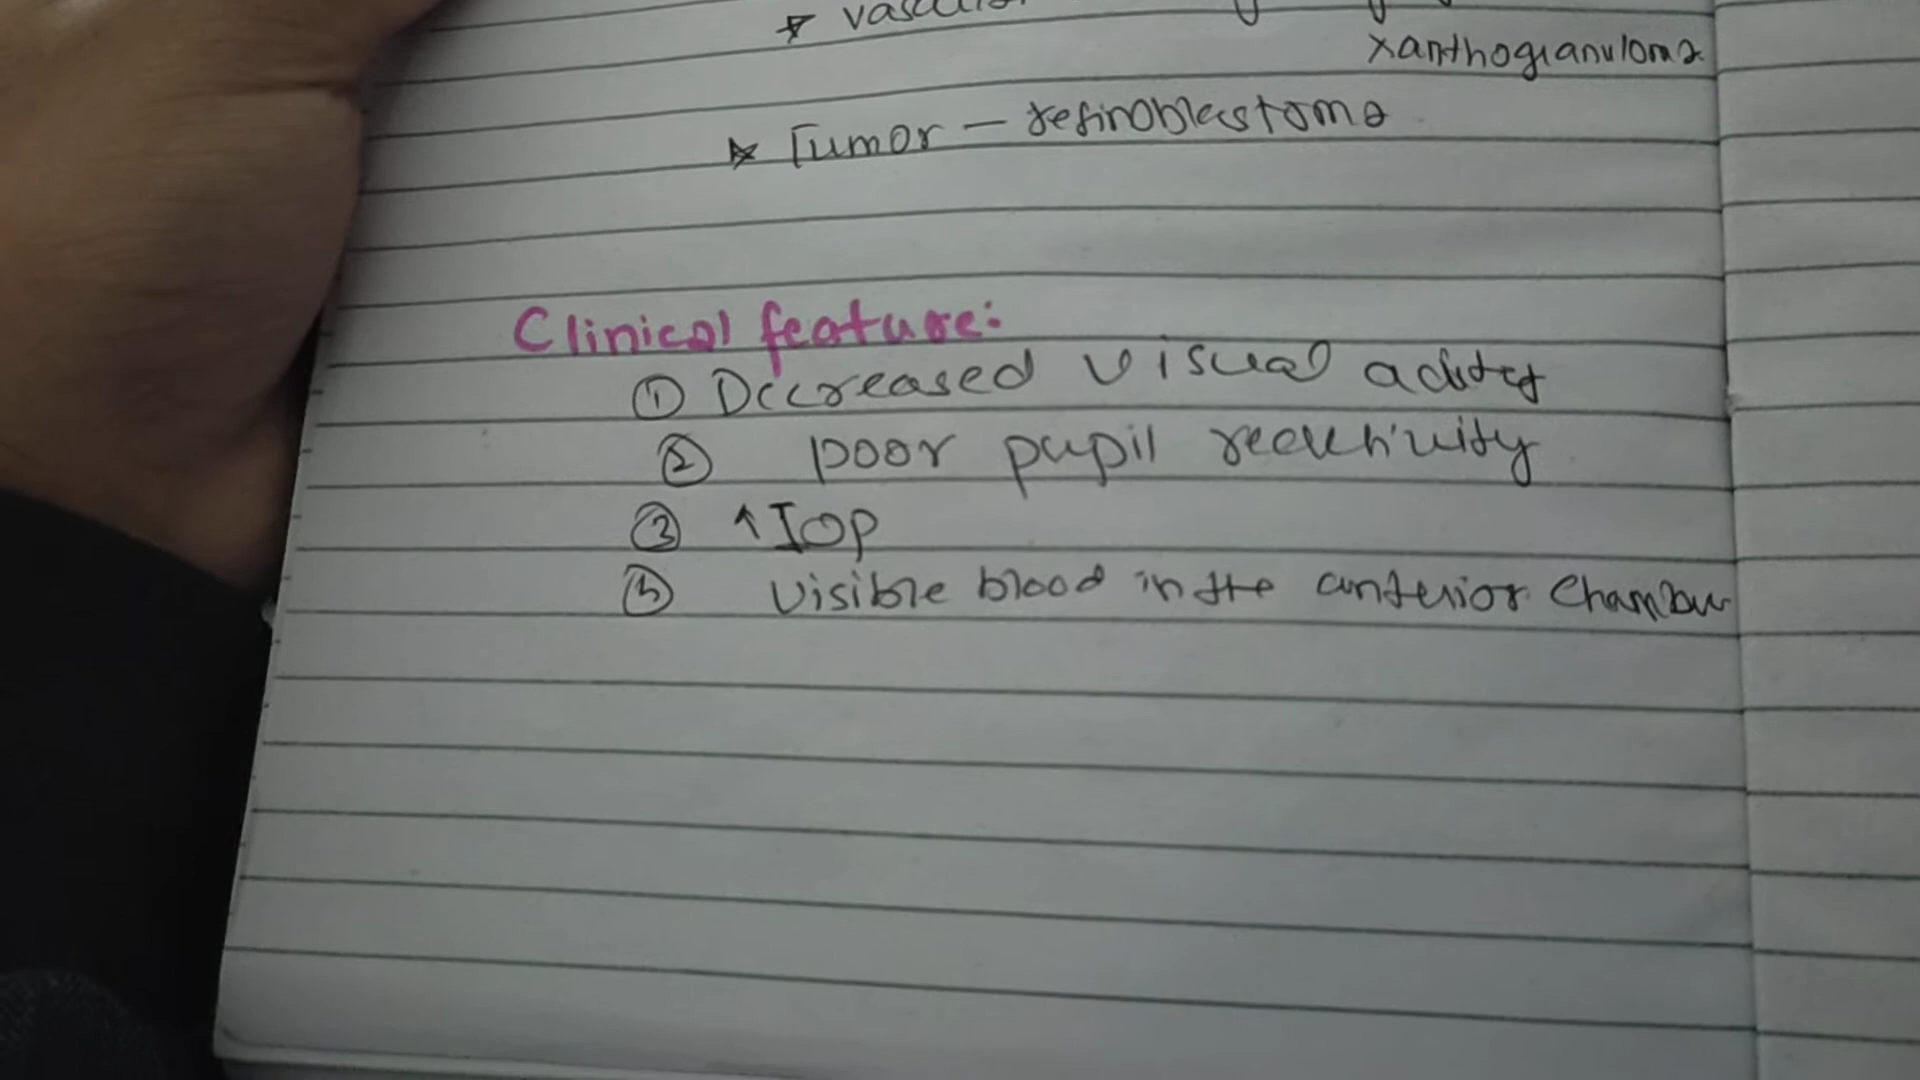 * vascular
xanthogranuloma
* Tumor – retinoblastoma
Clinical feature:
① Decreased visual acuity
② poor pupil reactivity
③ ↑IOP
visible blood in the anterior chamber